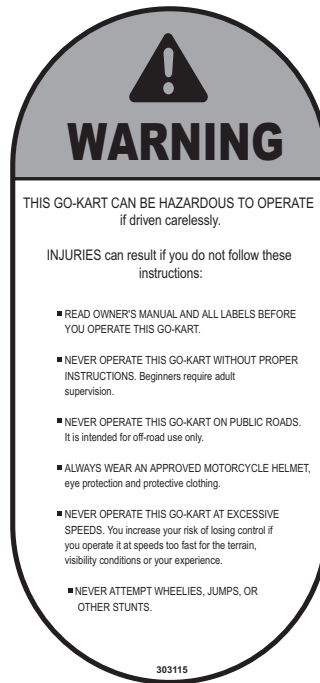 WARNING
THIS GO-KART CAN BE HAZARDOUS TO OPERATE
if driven carelessly.
INJURIES can result if you do not follow these
instructions:
■ READ OWNER'S MANUAL AND ALL LABELS BEFORE
YOU OPERATE THIS GO-KART.
■ NEVER OPERATE THIS GO-KART WITHOUT PROPER
INSTRUCTIONS. Beginners require adult
supervision.
■ NEVER OPERATE THIS GO-KART ON PUBLIC ROADS.
It is intended for off-road use only.
■ ALWAYS WEAR AN APPROVED MOTORCYCLE HELMET,
eye protection and protective clothing.
■ NEVER OPERATE THIS GO-KART AT EXCESSIVE
SPEEDS. You increase your risk of losing control if
you operate it at speeds too fast for the terrain,
visibility conditions or your experience.
■ NEVER ATTEMPT WHEELIES, JUMPS, OR
OTHER STUNTS.
303115